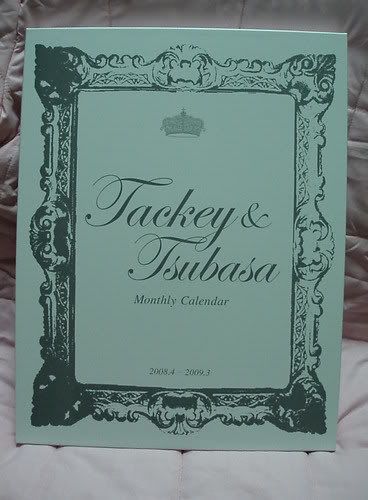 Tackey &
Tsubasa
Monthly Calendar
2008.4 – 2009.3